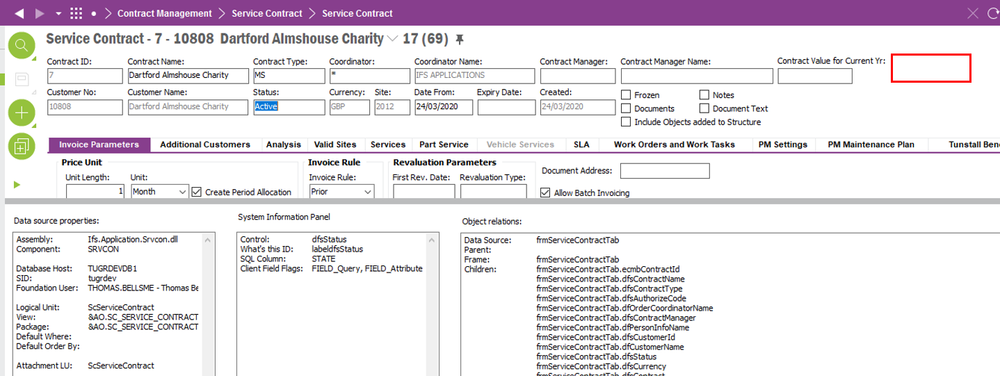 Contract Management Service Contract Service Contract
Service Contract - 7 - 10808 Dartford Almshouse Charity 17 (69)
Contract ID: Contract Name: Contract Type: Coordinator: Coordinator Name: Contract Manager: Contract Manager Name: Contract Value for Current Yr:
7 Dartford Almshouse Charity MS * IFS APPLICATIONS
Customer No: Customer Name: Status: Currency: Site: Date From: Expiry Date: Created: Frozen Notes
10808 Dartford Almshouse Charity Active GBP 2012 24/03/2020 24/03/2020 Documents Document Text
Include Objects added to Structure
Invoice Parameters Additional Customers Analysis Valid Sites Services Part Service Vehicle Services SLA Work Orders and Work Tasks PM Settings PM Maintenance Plan Tunstall Ben
Price Unit Invoice Rule Revaluation Parameters Document Address:
Unit Length: Unit: Invoice Rule: First Rev. Date: Revaluation Type:
1 Month Create Period Allocation Prior Allow Batch Invoicing
Data source properties: System Information Panel Object relations:
Assembly: Ifs.Application.Srvcon.dll
Component: SRVCON
Database Host: TUGRDEVDB1
SID: tugrdev
Foundation User: THOMAS.BELLSME - Thomas Be
Logical Unit: ScServiceContract
View: &AO.SC_SERVICE_CONTRACT
Package: &AO.SC_SERVICE_CONTRACT
Default Where:
Default Order By:
Attachment LU: ScServiceContract
Control: dfsStatus
What's this ID: labeldfsStatus
SQL Column: STATE
Client Field Flags: FIELD_Query, FIELD_Attribute
Data Source: frmServiceContractTab
Parent:
Frame: frmServiceContractTab
Children: frmServiceContractTab.ecmbContractId
frmServiceContractTab.dfsContractName
frmServiceContractTab.dfsContractType
frmServiceContractTab.dfsAuthorizeCode
frmServiceContractTab.dfOrderCoordinatorName
frmServiceContractTab.dfsContractManager
frmServiceContractTab.dfPersonInfoName
frmServiceContractTab.dfsCustomerId
frmServiceContractTab.dfCustomerName
frmServiceContractTab.dfsStatus
frmServiceContractTab.dfsCurrency
frmServiceContractTab.dfsContract